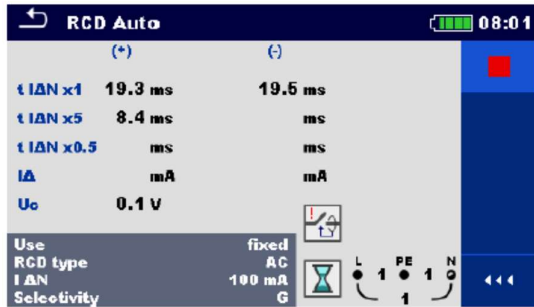 RCD Auto 08:01
(+) (-)
t IΔN x1 19.3 ms 19.5 ms
t IΔN x5 8.4 ms ms
t IΔN x0.5 ms ms
IΔ mA mA
Uc 0.1 V
Use fixed
RCD type AC
I ΔN 100 mA
Selectivity G
L PE N
1 1
1